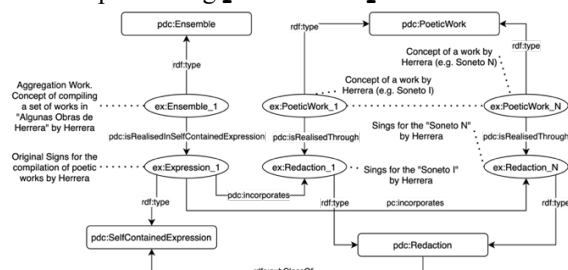 pdc:Ensemble
pdc:PoeticWork
rdf:type
rdf:type
rdf:type
Concept of a work by
Herrera (e.g. Soneto N)
Concept of a work by
Herrera (e.g. Soneto I)
Aggregation Work.
Concept of compiling
a set of works in
"Algunas Obras de
Herrera" by Herrera
ex:Ensemble_1
ex:PoeticWork_1
ex:PoeticWork_N
pdc:isRealisedInSelfContainedExpression
pdc:isRealisedThrough
pdc:isRealisedThrough
Sings for the "Soneto N"
by Herrera
Original Signs for the
compilation of poetic
works by Herrera
ex:Expression_1
ex:Redaction_1
ex:Redaction_N
Sings for the "Soneto I"
by Herrera
pdc:incorporates
pc:incorporates
rdf:type
rdf:type
rdf:type
pdc:SelfContainedExpression
pdc:Redaction